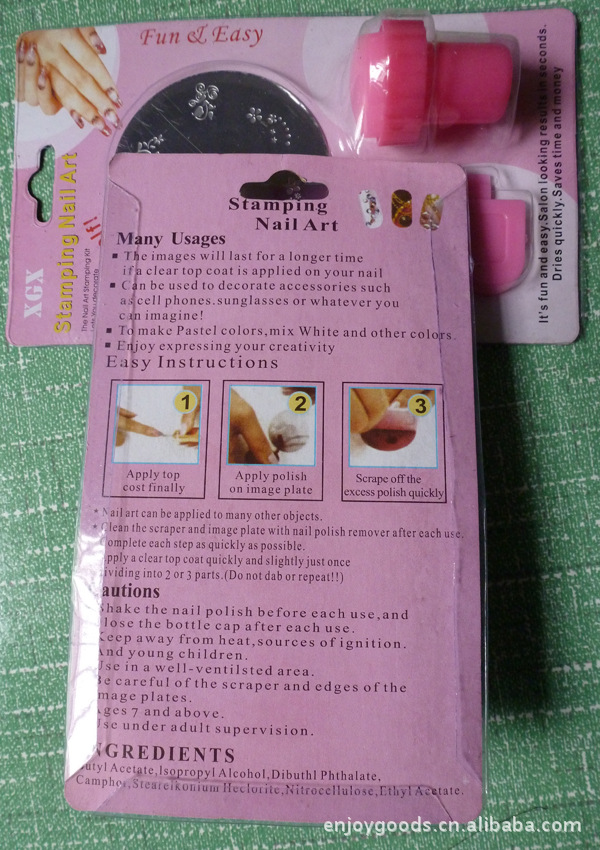 Fun & Easy
XGX
Stamping Nail Art
The Nail Art Stamping Kit
It's fun and easy.Salon looking results in seconds.
Dries quickly.Saves time and money
Stamping
Nail Art
Many Usages
■ The images will last for a longer time
if a clear top coat is applied on your nail
■ Can be used to decorate accessories such
as cell phones.sunglasses or whatever you
can imagine!
■ To make Pastel colors,mix White and other colors.
■ Enjoy expressing your creativity
Easy Instructions
1
2
3
Apply top
cost finally
Apply polish
on image plate
Scrape off the
excess polish quickly
* Nail art can be applied to many other objects.
* Clean the scraper and image plate with nail polish remover after each use.
Complete each step as quickly as possible.
Apply a clear top coat quickly and slightly just once
dividing into 2 or 3 parts.(Do not dab or repeat!!)
autions
Shake the nail polish before each use,and
close the bottle cap after each use.
Keep away from heat,sources of ignition.
And young children.
Use in a well-ventilsted area.
Be careful of the scraper and edges of the
image plates.
Ages 7 and above.
Use under adult supervision.
INGREDIENTS
Butyl Acetate,Isopropyl Alcohol,Dibuthl Phthalate,
Camphor,Stearelkonium Heclorite,Nitrocellulose,Ethyl Acetate.
enjoygoods.cn.alibaba.com